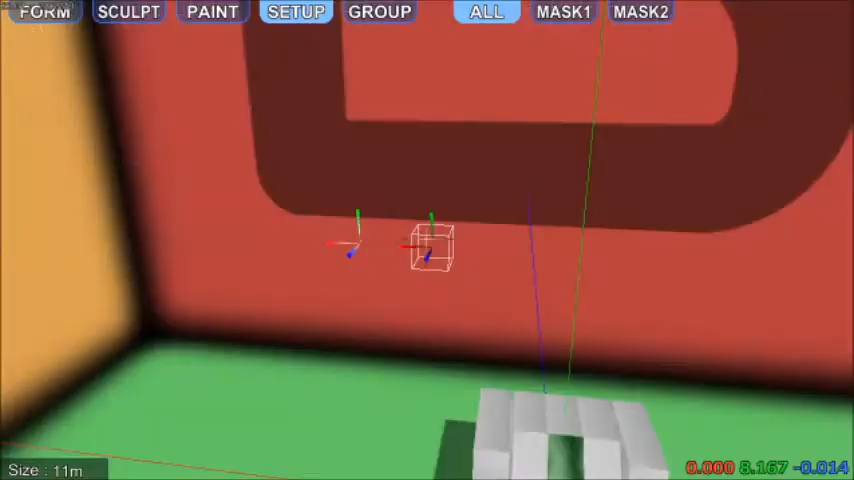 FORM SCULPT PAINT SETUP GROUP ALL MASK1 MASK2
Size : 11m
0.000 8.167 -0.014